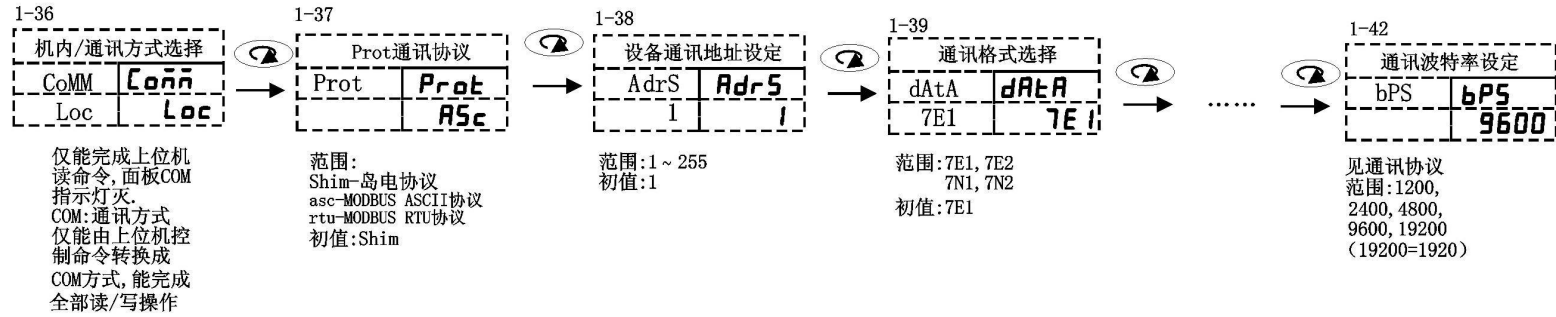 1-36
机内/通讯方式选择
CoMM Conn
Loc Loc
仅能完成上位机
读命令,面板COM
指示灯灭.
COM:通讯方式
仅能由上位机控
制命令转换成
COM方式,能完成
全部读/写操作
1-37
Prot通讯协议
Prot Prot
ASc
范围:
Shim-岛电协议
asc-MODBUS ASCII协议
rtu-MODBUS RTU协议
初值:Shim
1-38
设备通讯地址设定
AdrS AdrS
1 1
范围:1~255
初值:1
1-39
通讯格式选择
dAtA dAtA
7E1 7E1
范围:7E1,7E2
7N1,7N2
初值:7E1
……
1-42
通讯波特率设定
bPS bPS
9600
见通讯协议
范围:1200,
2400,4800,
9600,19200
(19200=1920)